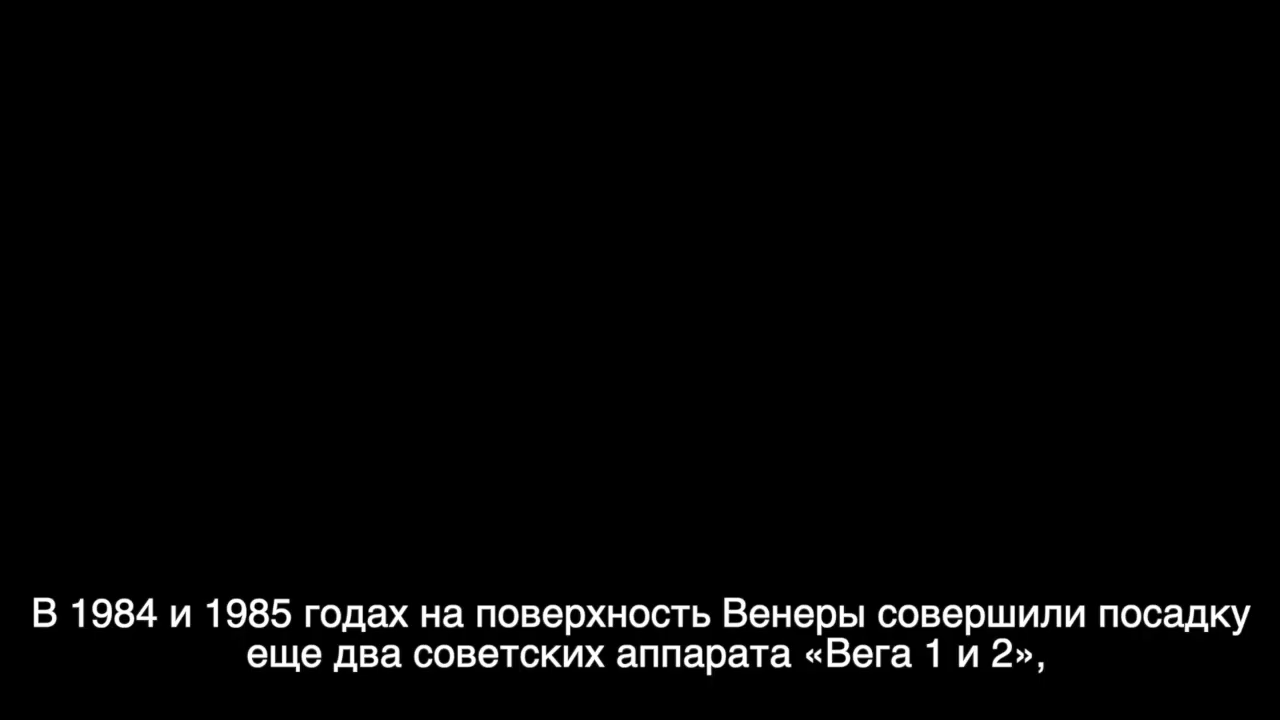 В 1984 и 1985 годах на поверхность Венеры совершили посадку
еще два советских аппарата «Вега 1 и 2»,